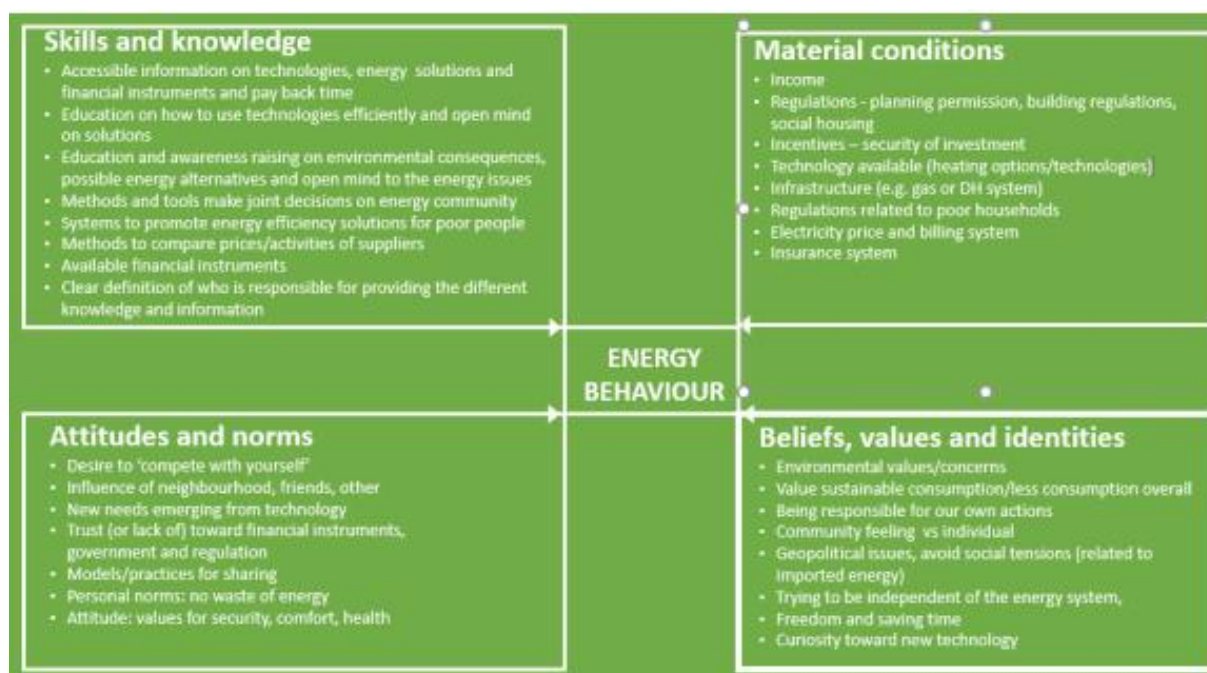 Skills and knowledge
• Accessible information on technologies, energy solutions and
financial instruments and pay back time
• Education on how to use technologies efficiently and open mind
on solutions
• Education and awareness raising on environmental consequences,
possible energy alternatives and open mind to the energy issues
• Methods and tools make joint decisions on energy community
• Systems to promote energy efficiency solutions for poor people
• Methods to compare prices/activities of suppliers
• Available financial instruments
• Clear definition of who is responsible for providing the different
knowledge and information
Material conditions
• Income
• Regulations - planning permission, building regulations,
social housing
• Incentives – security of investment
• Technology available (heating options/technologies)
• Infrastructure (e.g. gas or DH system)
• Regulations related to poor households
• Electricity price and billing system
• Insurance system
ENERGY
BEHAVIOUR
Attitudes and norms
• Desire to 'compete with yourself'
• Influence of neighbourhood, friends, other
• New needs emerging from technology
• Trust (or lack of) toward financial instruments,
government and regulation
• Models/practices for sharing
• Personal norms: no waste of energy
• Attitude: values for security, comfort, health
Beliefs, values and identities
• Environmental values/concerns
• Value sustainable consumption/less consumption overall
• Being responsible for our own actions
• Community feeling vs individual
• Geopolitical issues, avoid social tensions (related to
imported energy)
• Trying to be independent of the energy system,
• Freedom and saving time
• Curiosity toward new technology